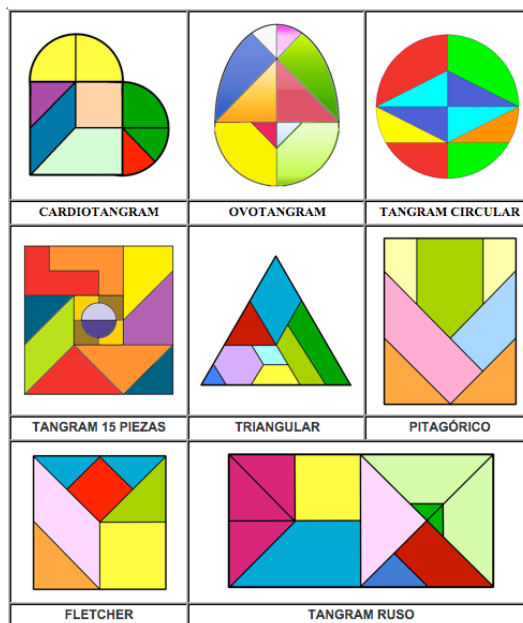 CARDIOTANGRAM
OVOTANGRAM
TANGRAM CIRCULAR
TANGRAM 15 PIEZAS
TRIANGULAR
PITAGÓRICO
FLETCHER
TANGRAM RUSO